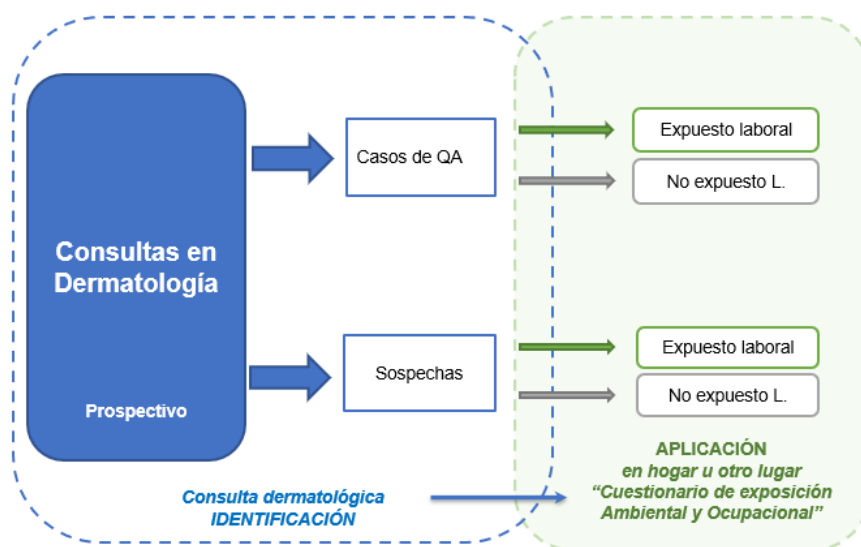 Consultas en
Dermatología
Prospectivo
Casos de QA
Sospechas
Expuesto laboral
No expuesto L.
Expuesto laboral
No expuesto L.
Consulta dermatológica
IDENTIFICACIÓN
APLICACIÓN
en hogar u otro lugar
“Cuestionario de exposición
Ambiental y Ocupacional”